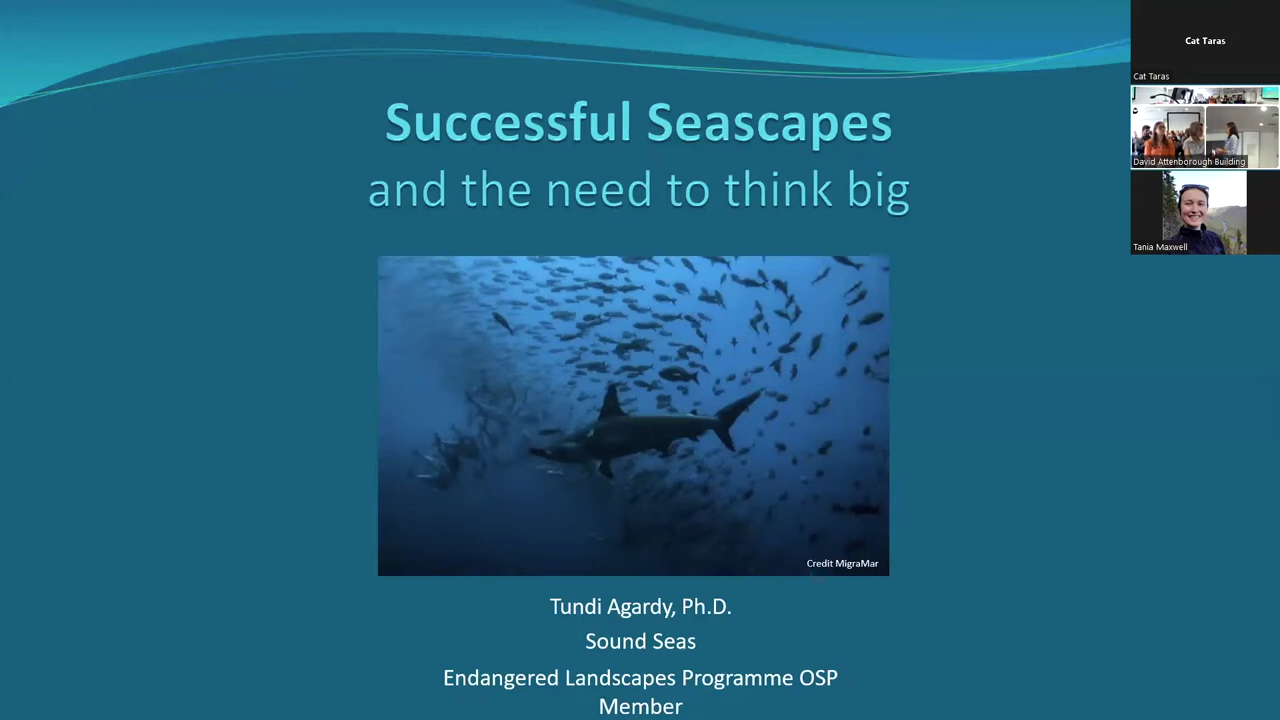 Successful Seascapes
and the need to think big
Credit MigraMar
Tundi Agardy, Ph.D.
Sound Seas
Endangered Landscapes Programme OSP
Member
Cat Taras
Cat Taras
David Attenborough Building
Tania Maxwell